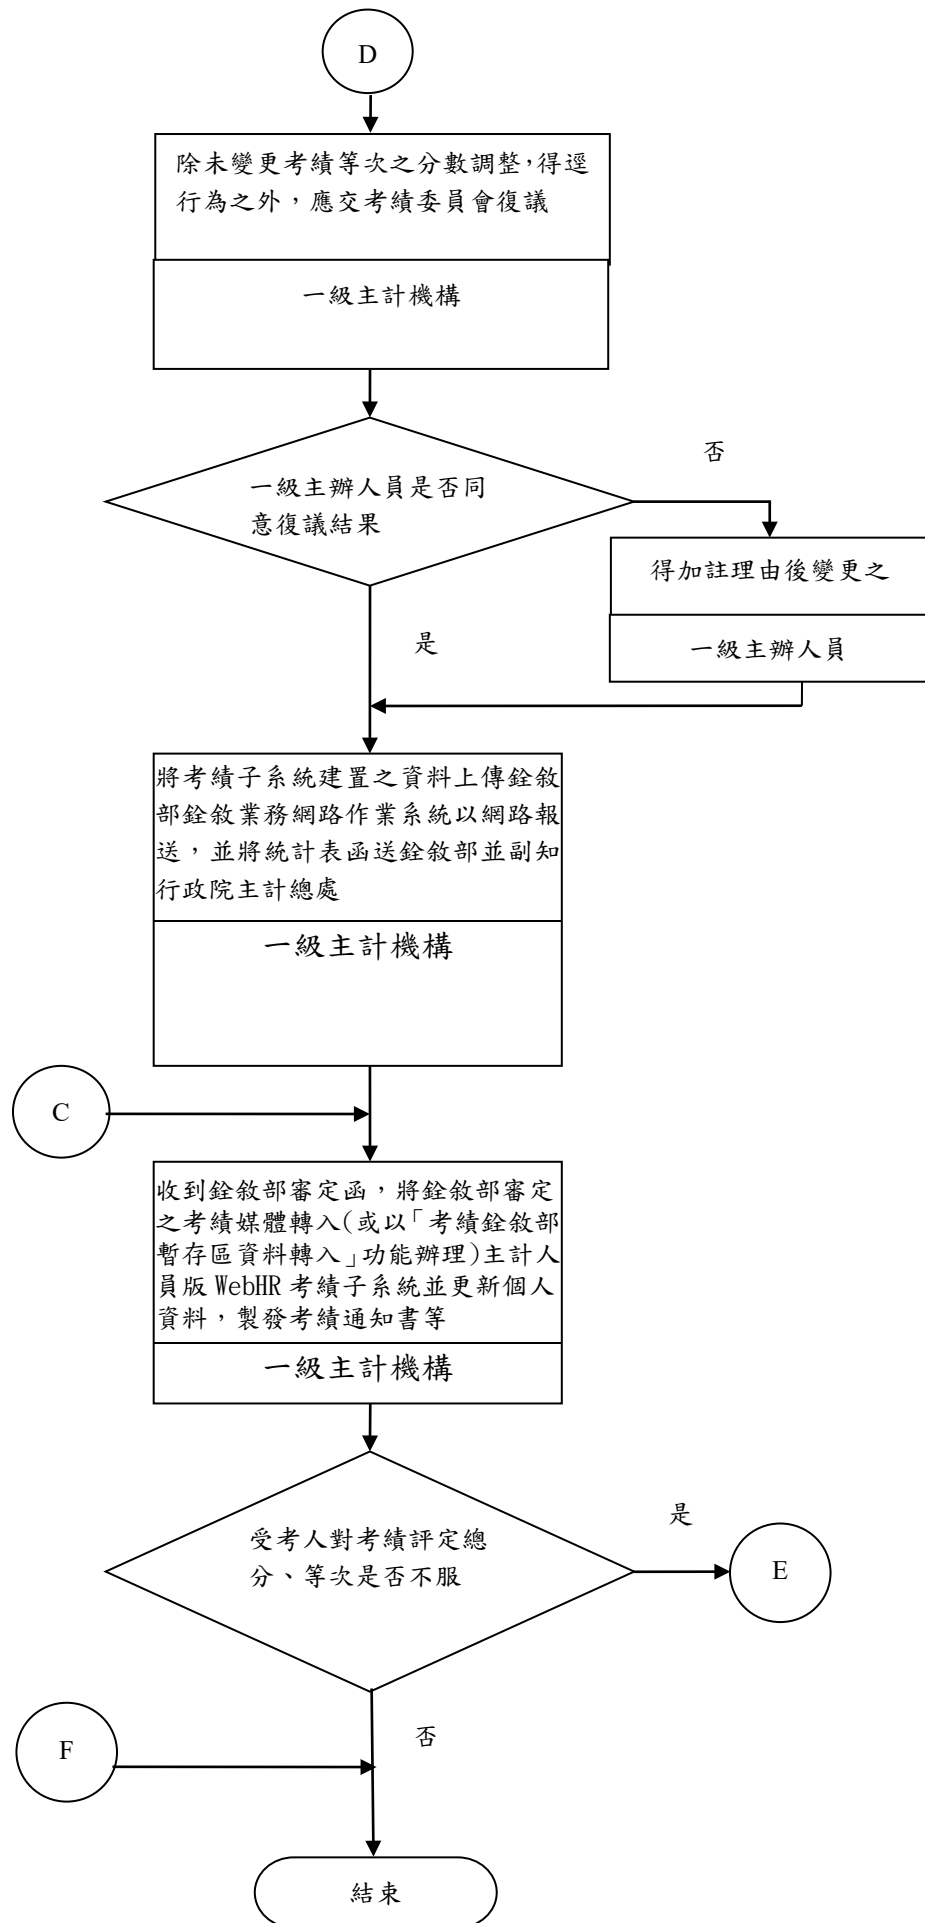 D
除未變更考績等次之分數調整,得逕
行為之外，應交考績委員會復議
一級主計機構
否
一級主辦人員是否同
意復議結果
得加註理由後變更之
是
一級主辦人員
將考績子系統建置之資料上傳銓敘
部銓敘業務網路作業系統以網路報
送，並將統計表函送銓敘部並副知
行政院主計總處
一級主計機構
C
收到銓敘部審定函，將銓敘部審定
之考績媒體轉入(或以「考績銓敘部
暫存區資料轉入」功能辦理)主計人
員版 WebHR 考績子系統並更新個人
資料，製發考績通知書等
一級主計機構
是
受考人對考績評定總
分、等次是否不服
E
否
F
結束